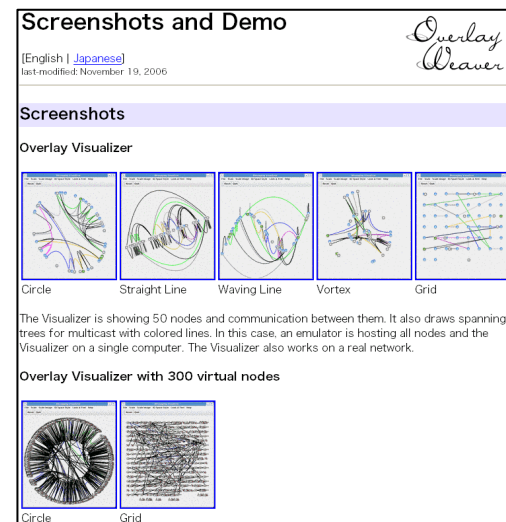 Screenshots and Demo
Overlay
Weaver
[English | Japanese]
last-modified: November 19, 2006
Screenshots
Overlay Visualizer
Circle
Straight Line
Waving Line
Vortex
Grid
The Visualizer is showing 50 nodes and communication between them. It also draws spanning
trees for multicast with colored lines. In this case, an emulator is hosting all nodes and the
Visualizer on a single computer. The Visualizer also works on a real network.
Overlay Visualizer with 300 virtual nodes
Circle
Grid